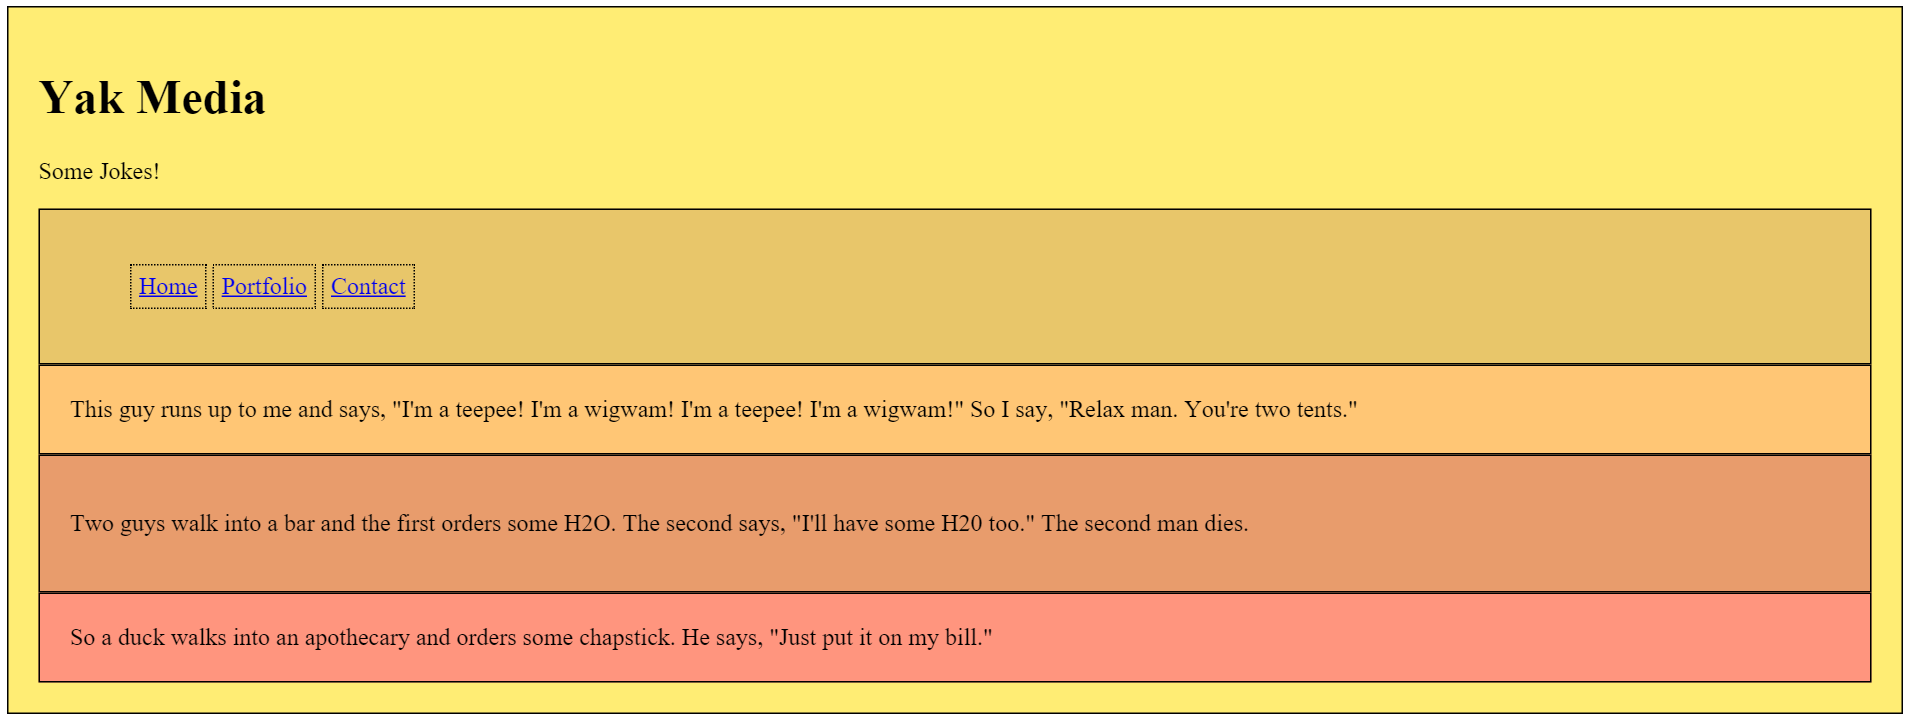 Yak Media
Some Jokes!
Home Portfolio Contact
This guy runs up to me and says, "I'm a teepee! I'm a wigwam! I'm a teepee! I'm a wigwam!" So I say, "Relax man. You're two tents."
Two guys walk into a bar and the first orders some H2O. The second says, "I'll have some H20 too." The second man dies.
So a duck walks into an apothecary and orders some chapstick. He says, "Just put it on my bill."